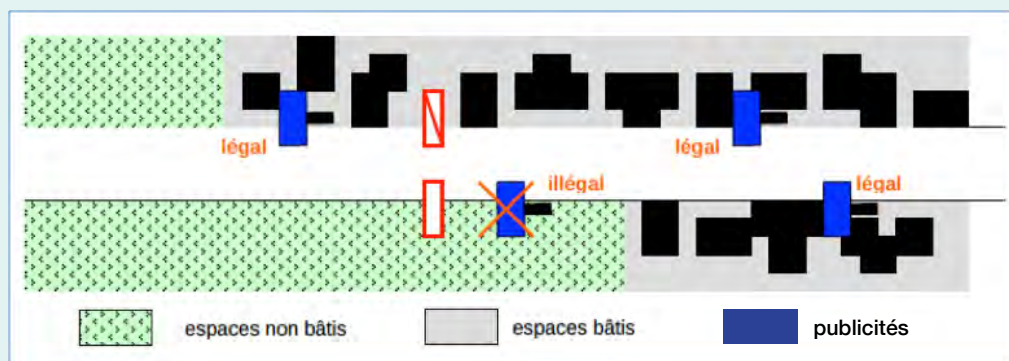 légal
légal
illégal
légal
espaces non bâtis
espaces bâtis
publicités